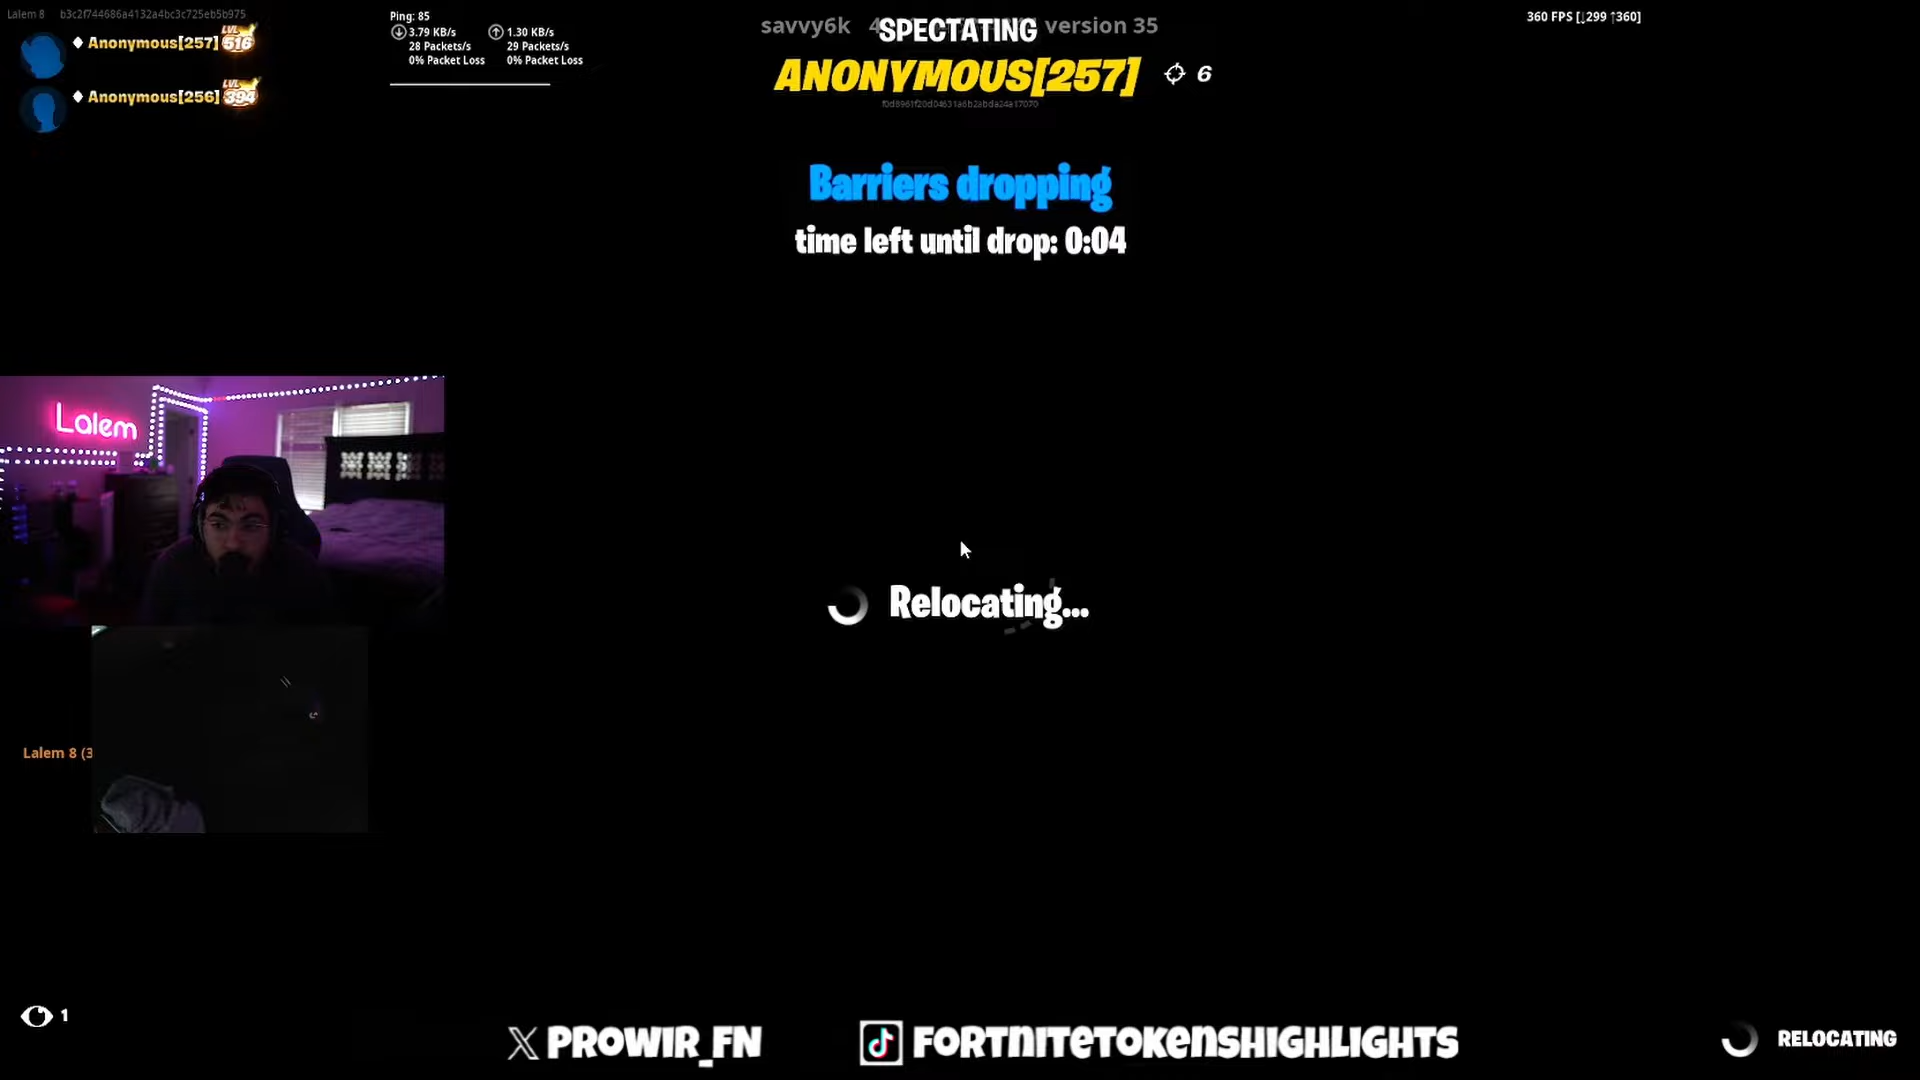 Lalem 8 b3c2f744686a4132a4bc3c725eb5b975
Anonymous[257] LVL 516
Anonymous[256] LVL 394
Ping: 85
3.79 KB/s 1.30 KB/s
28 Packets/s 29 Packets/s
0% Packet Loss 0% Packet Loss
savvy6k version 35
SPECTATING
ANONYMOUS[257] 6
360 FPS [↓299 ↑360]
Barriers dropping
time left until drop: 0:04
Lalem
Relocating...
Lalem 8 (3
1
PROWIR_FN
FORTNITETOKENSHIGHLIGHTS
RELOCATING